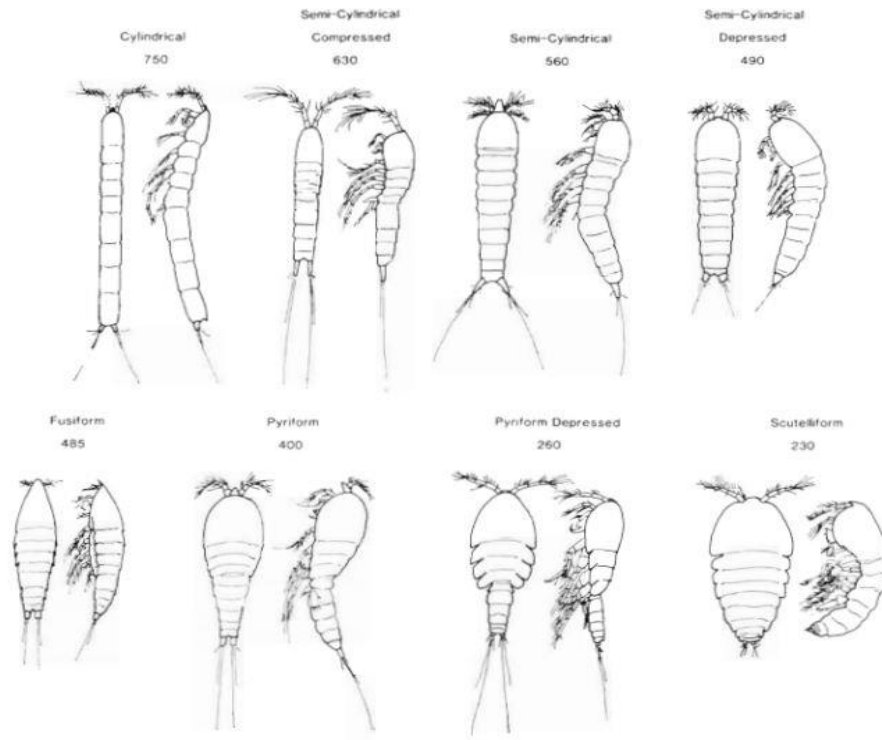 Cylindrical
750
Semi-Cylindrical
Compressed
630
Semi-Cylindrical
560
Semi-Cylindrical
Depressed
490
Fusiform
485
Pyriform
400
Pyriform Depressed
260
Scutelliform
230